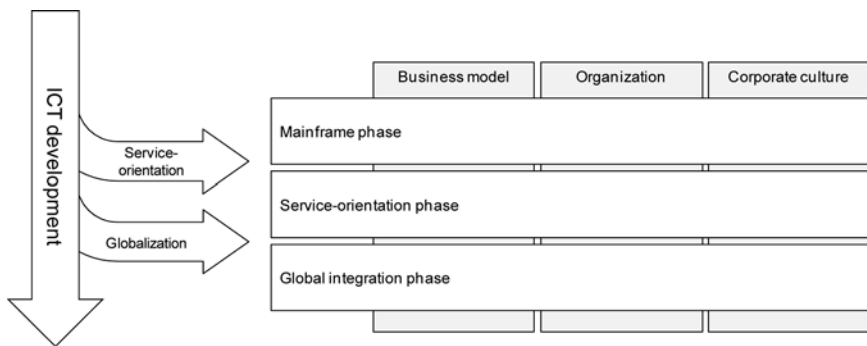 ICT development
Service-
orientation
Globalization
Business model
Organization
Corporate culture
Mainframe phase
Service-orientation phase
Global integration phase